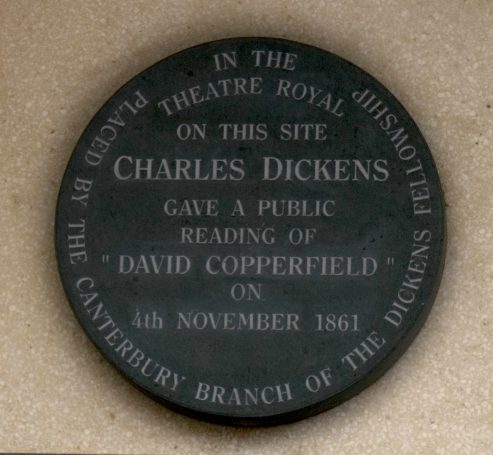 IN THE
THEATRE ROYAL
ON THIS SITE
CHARLES DICKENS
GAVE A PUBLIC
READING OF
"DAVID COPPERFIELD"
ON
4th NOVEMBER 1861
PLACED BY THE CANTERBURY BRANCH OF THE DICKENS FELLOWSHIP